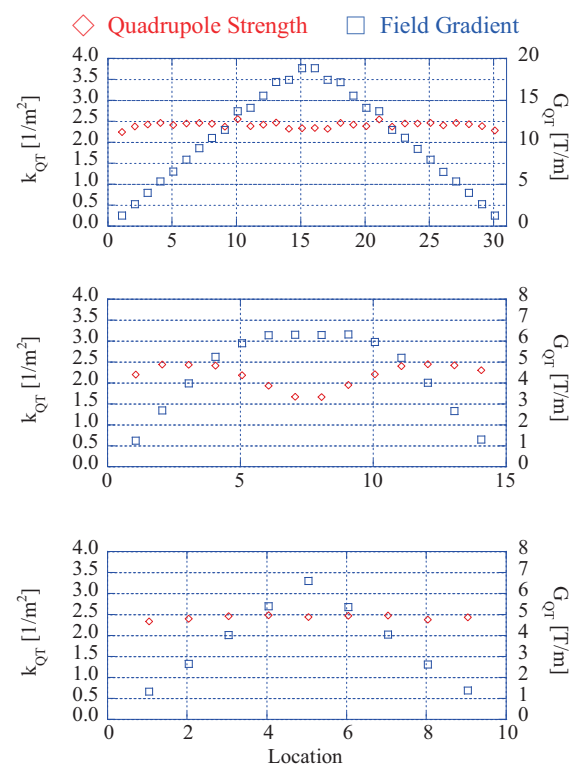 Quadrupole Strength Field Gradient
4.0 3.5 3.0 2.5 2.0 1.5 1.0 0.5 0.0
k_QT [1/m²]
20 15 10 5 0
G_QT [T/m]
0 5 10 15 20 25 30
4.0 3.5 3.0 2.5 2.0 1.5 1.0 0.5 0.0
k_QT [1/m²]
8 7 6 5 4 3 2 1 0
G_QT [T/m]
0 5 10 15
4.0 3.5 3.0 2.5 2.0 1.5 1.0 0.5 0.0
k_QT [1/m²]
8 7 6 5 4 3 2 1 0
G_QT [T/m]
0 2 4 6 8 10
Location